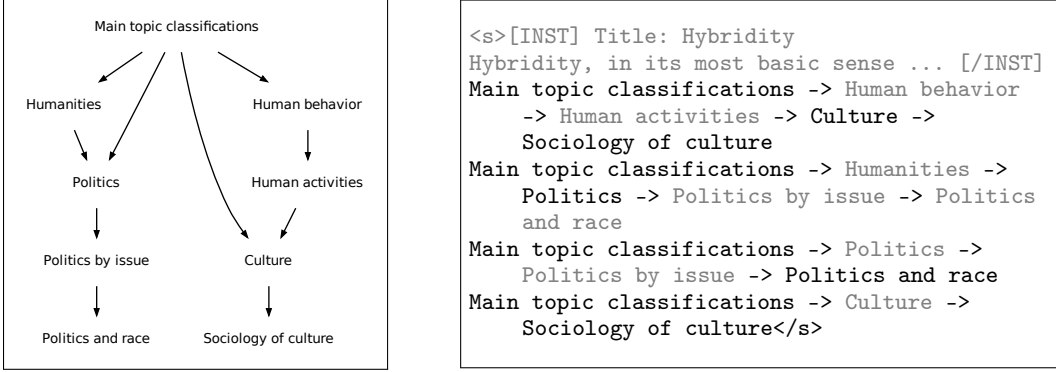 Main topic classifications
Humanities
Human behavior
Politics
Human activities
Politics by issue
Culture
Politics and race
Sociology of culture
<s>[INST] Title: Hybridity
Hybridity, in its most basic sense ... [/INST]
Main topic classifications -> Human behavior
-> Human activities -> Culture ->
Sociology of culture
Main topic classifications -> Humanities ->
Politics -> Politics by issue -> Politics
and race
Main topic classifications -> Politics ->
Politics by issue -> Politics and race
Main topic classifications -> Culture ->
Sociology of culture</s>